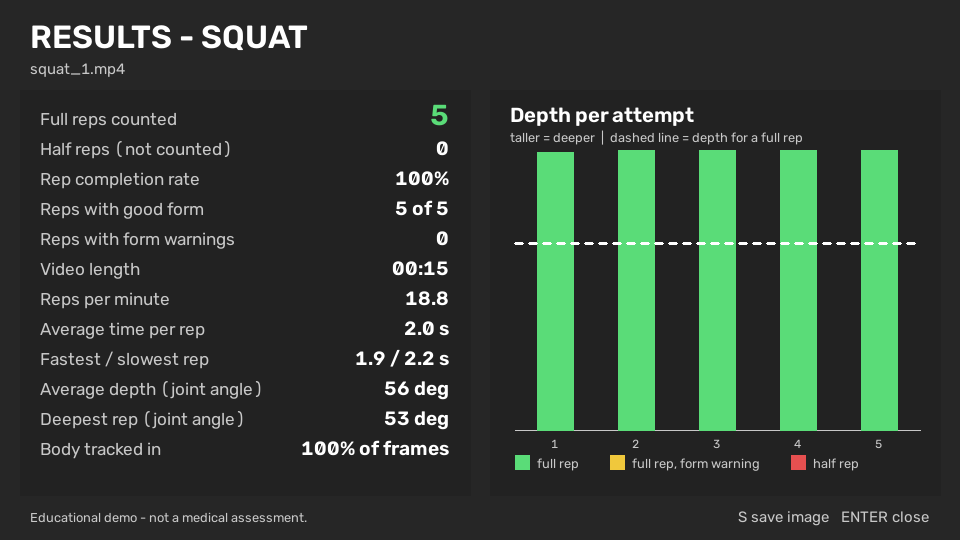 RESULTS - SQUAT
squat_1.mp4
Full reps counted 5
Half reps (not counted) 0
Rep completion rate 100%
Reps with good form 5 of 5
Reps with form warnings 0
Video length 00:15
Reps per minute 18.8
Average time per rep 2.0 s
Fastest / slowest rep 1.9 / 2.2 s
Average depth (joint angle) 56 deg
Deepest rep (joint angle) 53 deg
Body tracked in 100% of frames
Depth per attempt
taller = deeper | dashed line = depth for a full rep
1 2 3 4 5
full rep full rep, form warning half rep
Educational demo - not a medical assessment.
S save image ENTER close